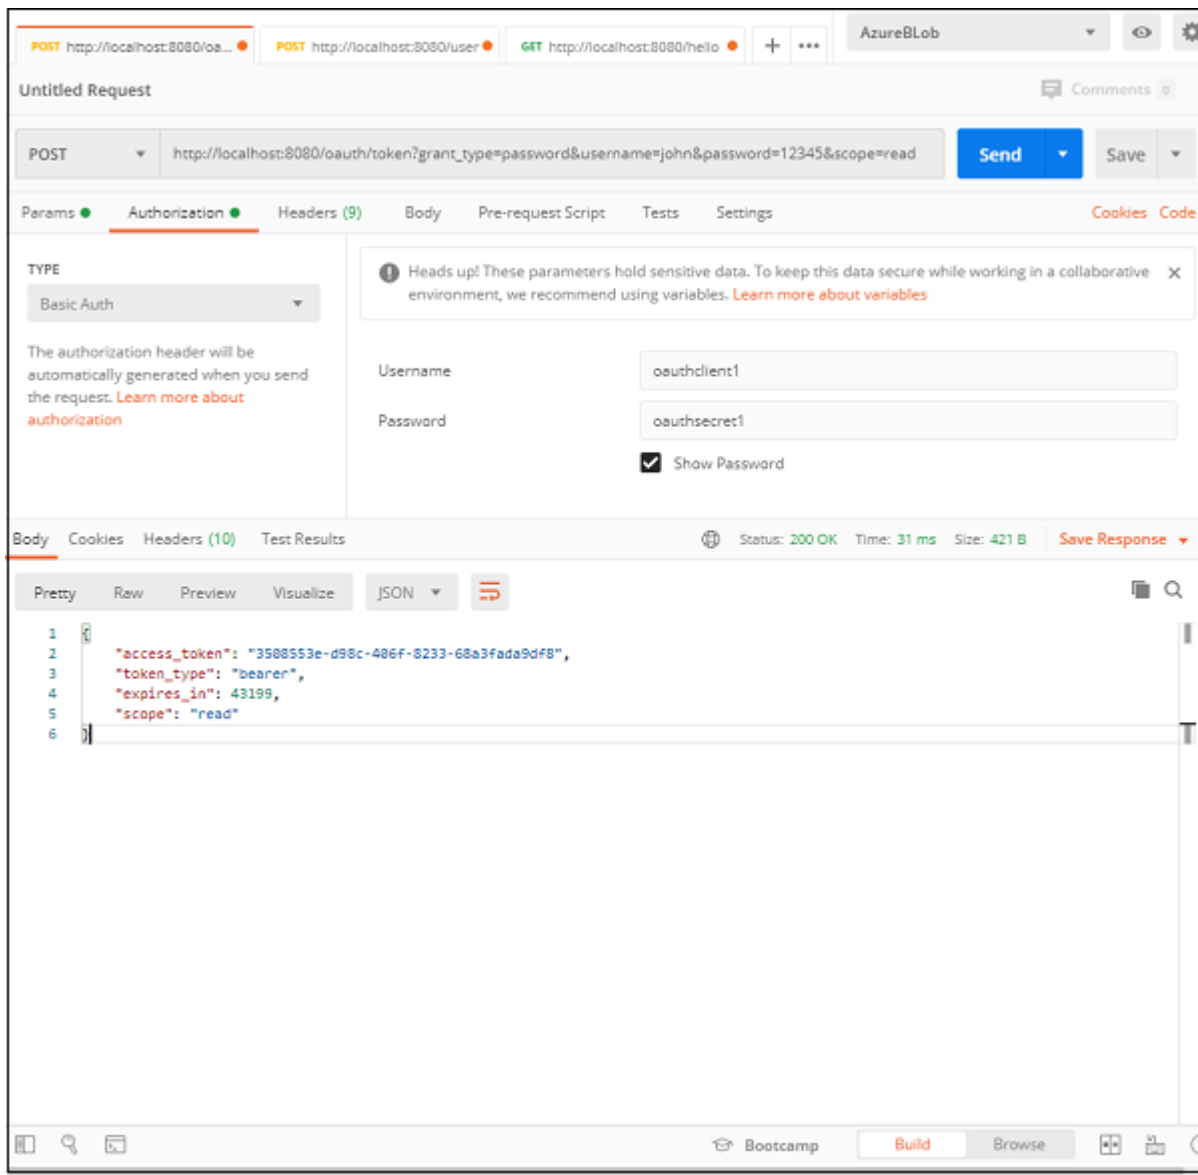 POST http://localhost:8080/oa... POST http://localhost:8080/user GET http://localhost:8080/hello + ••• AzureBLob
Untitled Request Comments 0
POST http://localhost:8080/oauth/token?grant_type=password&username=john&password=12345&scope=read Send Save
Params Authorization Headers (9) Body Pre-request Script Tests Settings Cookies Code
TYPE
Basic Auth
The authorization header will be
automatically generated when you send
the request. Learn more about
authorization
Heads up! These parameters hold sensitive data. To keep this data secure while working in a collaborative
environment, we recommend using variables. Learn more about variables
Username oauthclient1
Password oauthsecret1
Show Password
Body Cookies Headers (10) Test Results Status: 200 OK Time: 31 ms Size: 421 B Save Response
Pretty Raw Preview Visualize JSON
1 {
2 "access_token": "3508553e-d98c-406f-8233-68a3fada9df8",
3 "token_type": "bearer",
4 "expires_in": 43199,
5 "scope": "read"
6 }
Bootcamp Build Browse